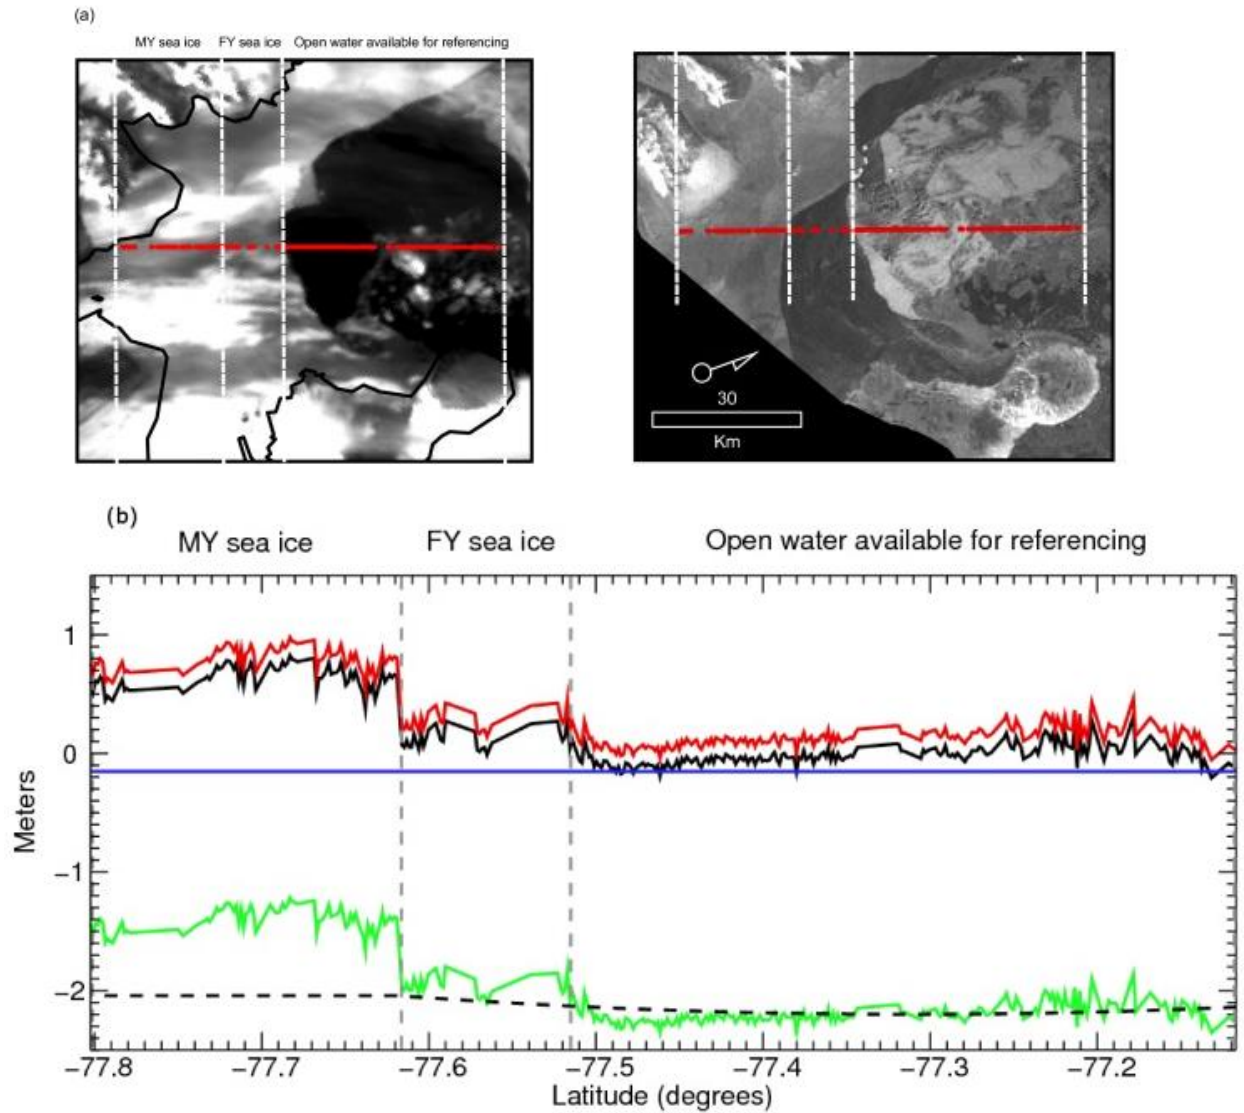 (a)
MY sea ice FY sea ice Open water available for referencing
30
Km
(b)
MY sea ice FY sea ice Open water available for referencing
1
0
Meters
−1
−2
−77.8 −77.7 −77.6 −77.5 −77.4 −77.3 −77.2
Latitude (degrees)